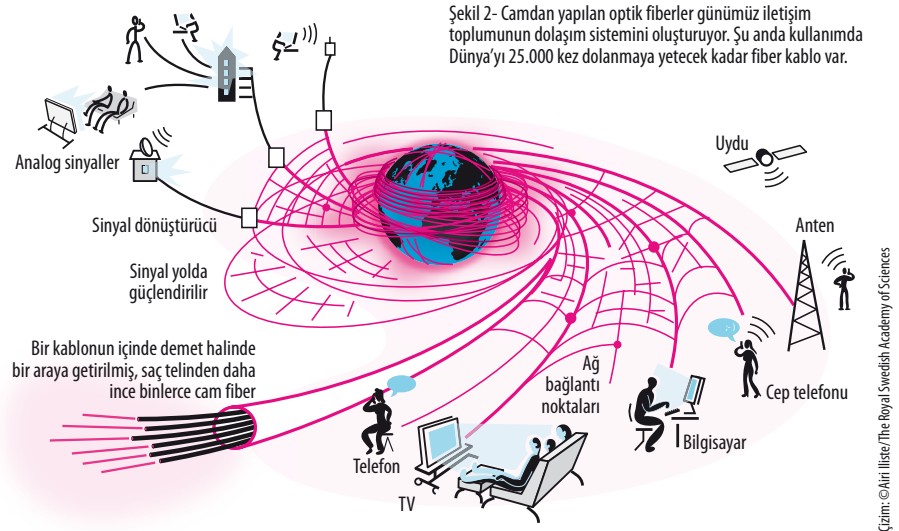 Şekil 2- Camdan yapılan optik fiberler günümüz iletişim
toplumunun dolaşım sistemini oluşturuyor. Şu anda kullanımda
Dünya’yı 25.000 kez dolanmaya yetecek kadar fiber kablo var.
Analog sinyaller
Uydu
Sinyal dönüştürücü
Anten
Sinyal yolda
güçlendirilir
Bir kablonun içinde demet halinde
bir araya getirilmiş, saç telinden daha
ince binlerce cam fiber
Ağ
bağlantı
noktaları
Cep telefonu
Bilgisayar
Telefon
TV
Çizim: ©Airi Iliste/The Royal Swedish Academy of Sciences